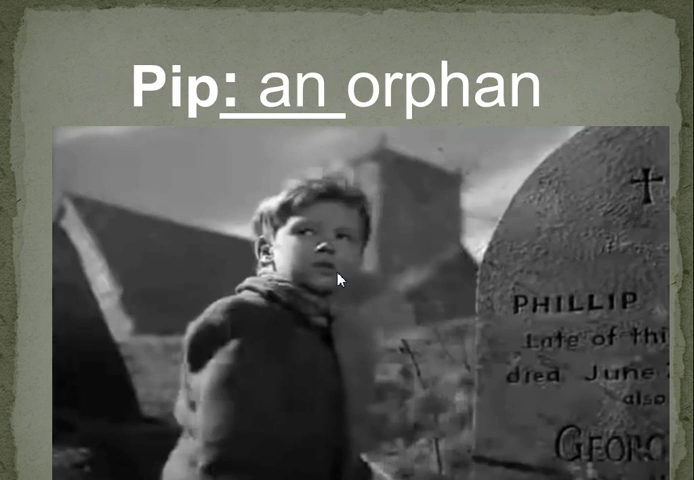 Pip: an orphan
PHILLIP
Late of thi
died June
also
GEORG